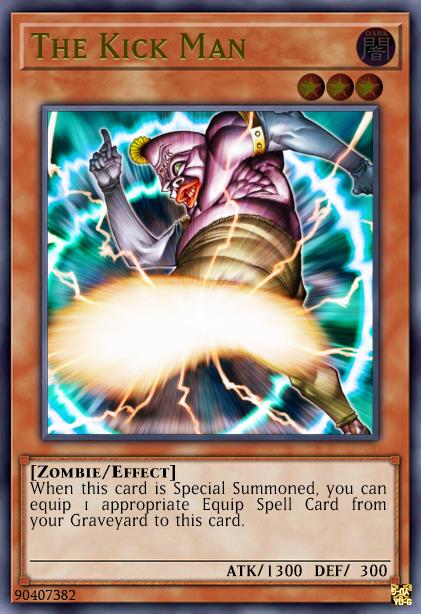 The Kick Man
DARK
闇
[Zombie/Effect]
When this card is Special Summoned, you can
equip 1 appropriate Equip Spell Card from
your Graveyard to this card.
ATK/1300 DEF/ 300
90407382